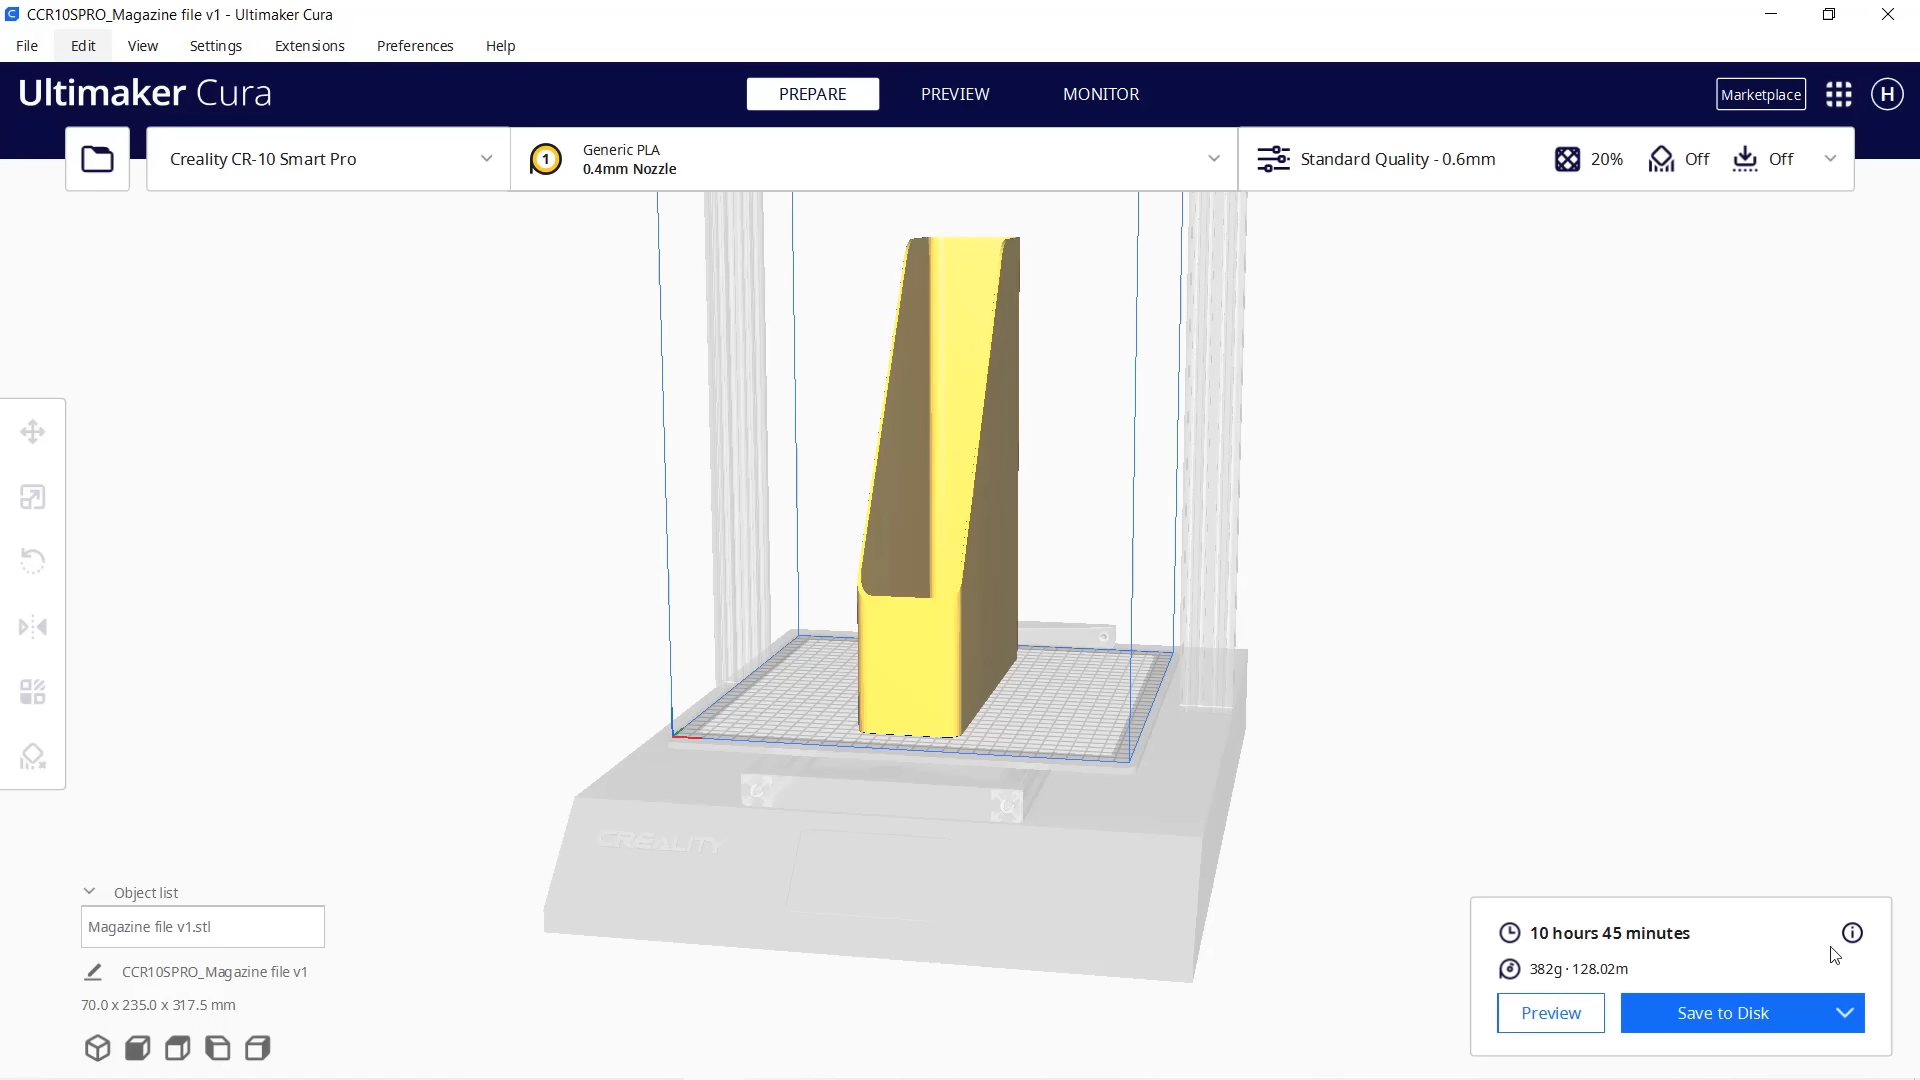 CCR10SPRO_Magazine file v1 - Ultimaker Cura
File Edit View Settings Extensions Preferences Help
Ultimaker Cura
PREPARE PREVIEW MONITOR
Marketplace
H
Creality CR-10 Smart Pro
1
Generic PLA
0.4mm Nozzle
Standard Quality - 0.6mm
20%
Off
Off
CREALITY
Object list
Magazine file v1.stl
CCR10SPRO_Magazine file v1
70.0 x 235.0 x 317.5 mm
10 hours 45 minutes
382g · 128.02m
Preview
Save to Disk